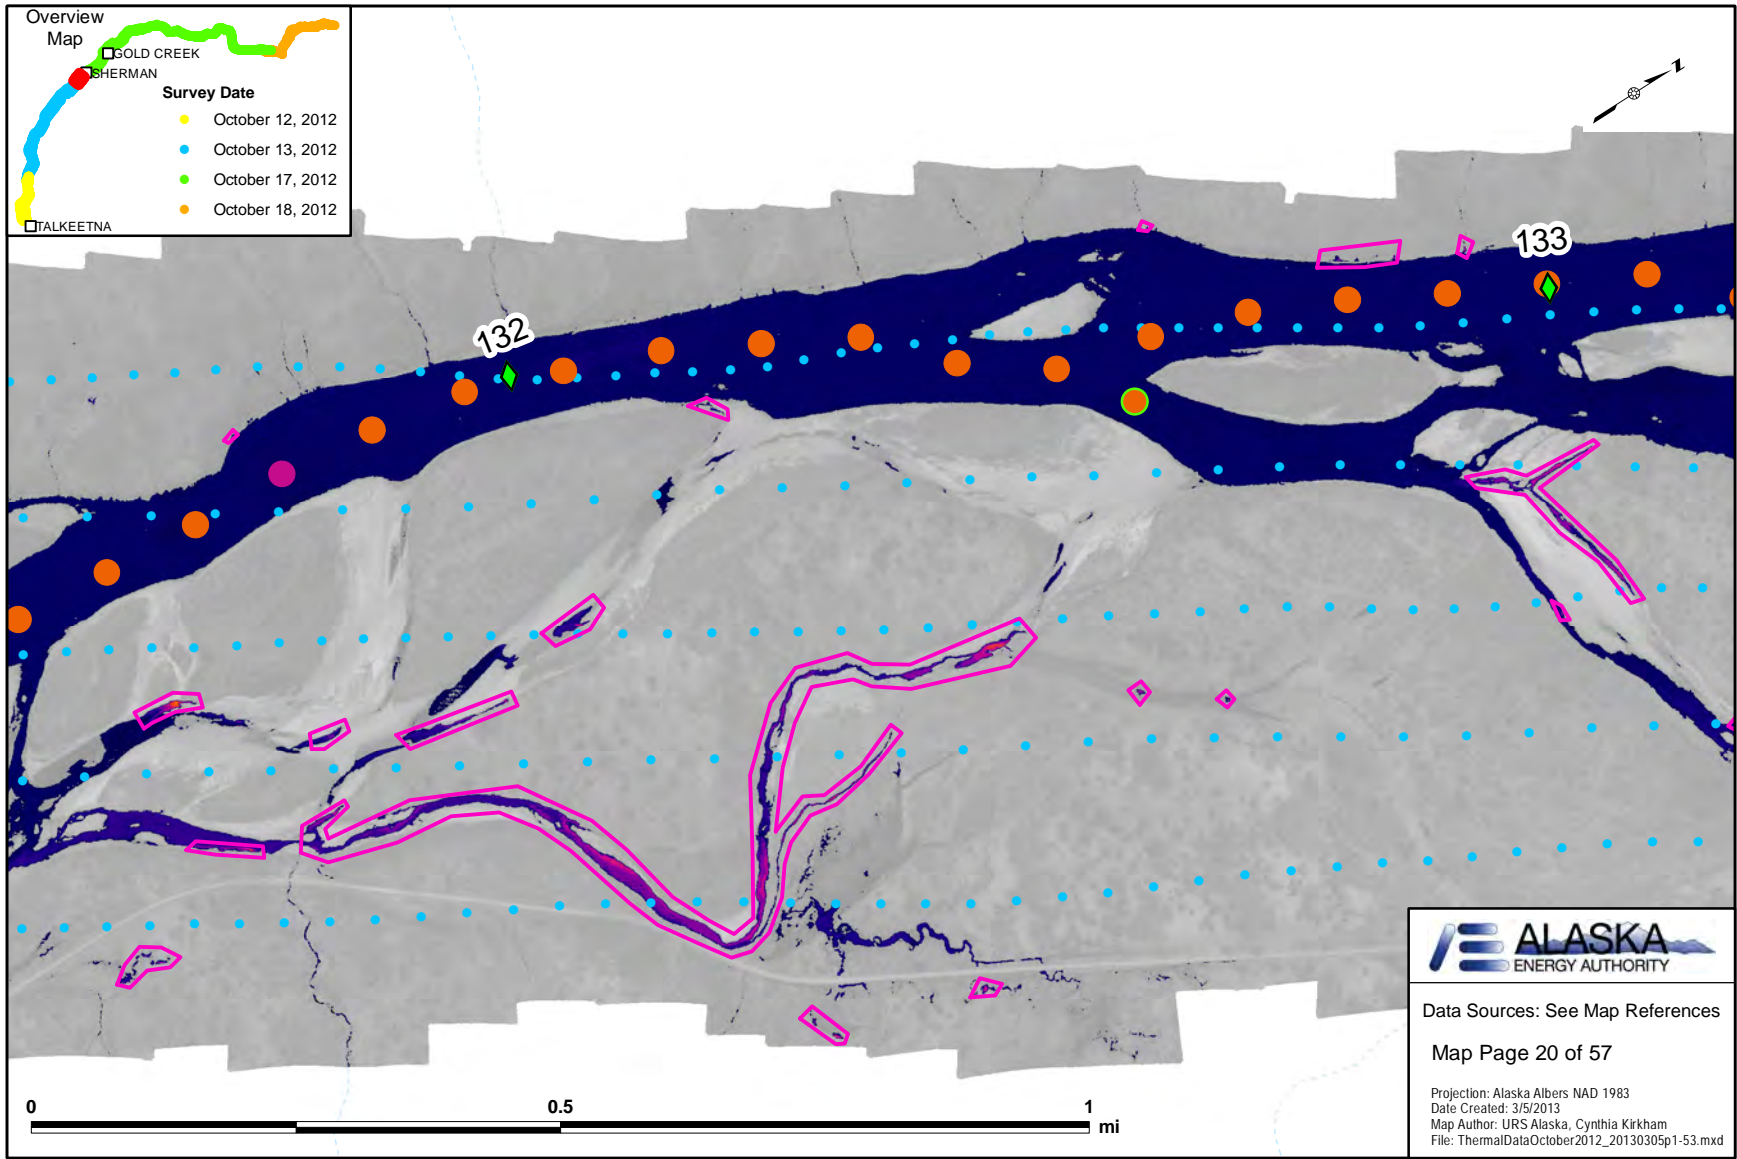 Overview
Map
GOLD CREEK
SHERMAN
Survey Date
October 12, 2012
October 13, 2012
October 17, 2012
October 18, 2012
TALKEETNA
N
132
133
0
0.5
1
mi
ALASKA
ENERGY AUTHORITY
Data Sources: See Map References
Map Page 20 of 57
Projection: Alaska Albers NAD 1983
Date Created: 3/5/2013
Map Author: URS Alaska, Cynthia Kirkham
File: ThermalDataOctober2012_20130305p1-53.mxd